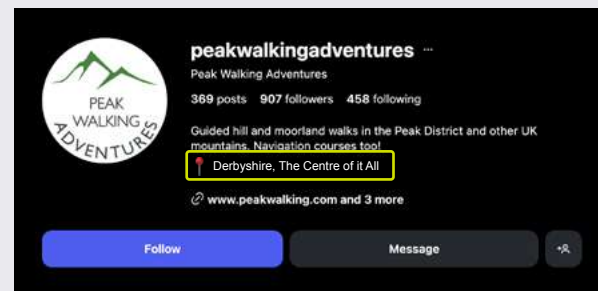 peakwalkingadventures ...
Peak Walking Adventures
369 posts 907 followers 458 following
PEAK
WALKING
ADVENTURES
Guided hill and moorland walks in the Peak District and other UK
mountains. Navigation courses too!
Derbyshire, The Centre of it All
www.peakwalking.com and 3 more
Follow
Message